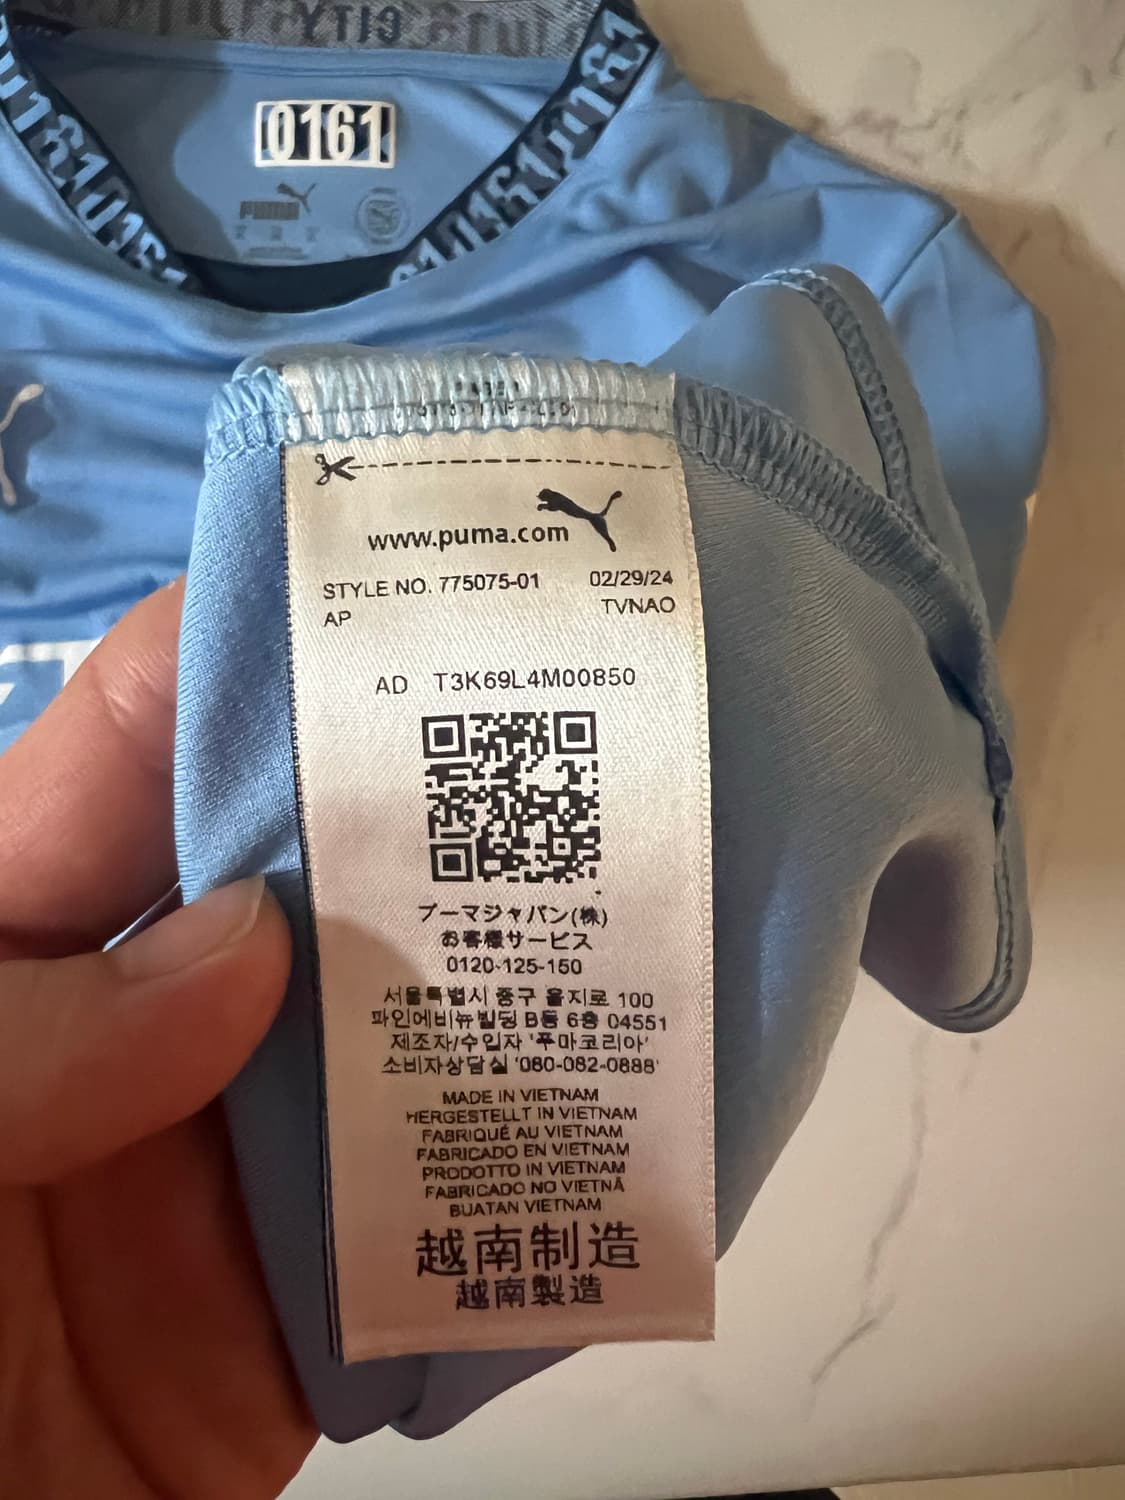 CITY
0161
PUMA
www.puma.com
STYLE NO. 775075-01 02/29/24
AP TVNAO
AD T3K69L4M00850
プーマジャパン(株)
お客様サービス
0120-125-150
서울특별시 중구 을지로 100
파인에비뉴빌딩 B동 6층 04551
제조자/수입자 '푸마코리아'
소비자상담실 '080-082-0888'
MADE IN VIETNAM
HERGESTELLT IN VIETNAM
FABRIQUÉ AU VIETNAM
FABRICADO EN VIETNAM
PRODOTTO IN VIETNAM
FABRICADO NO VIETNÃ
BUATAN VIETNAM
越南制造
越南製造